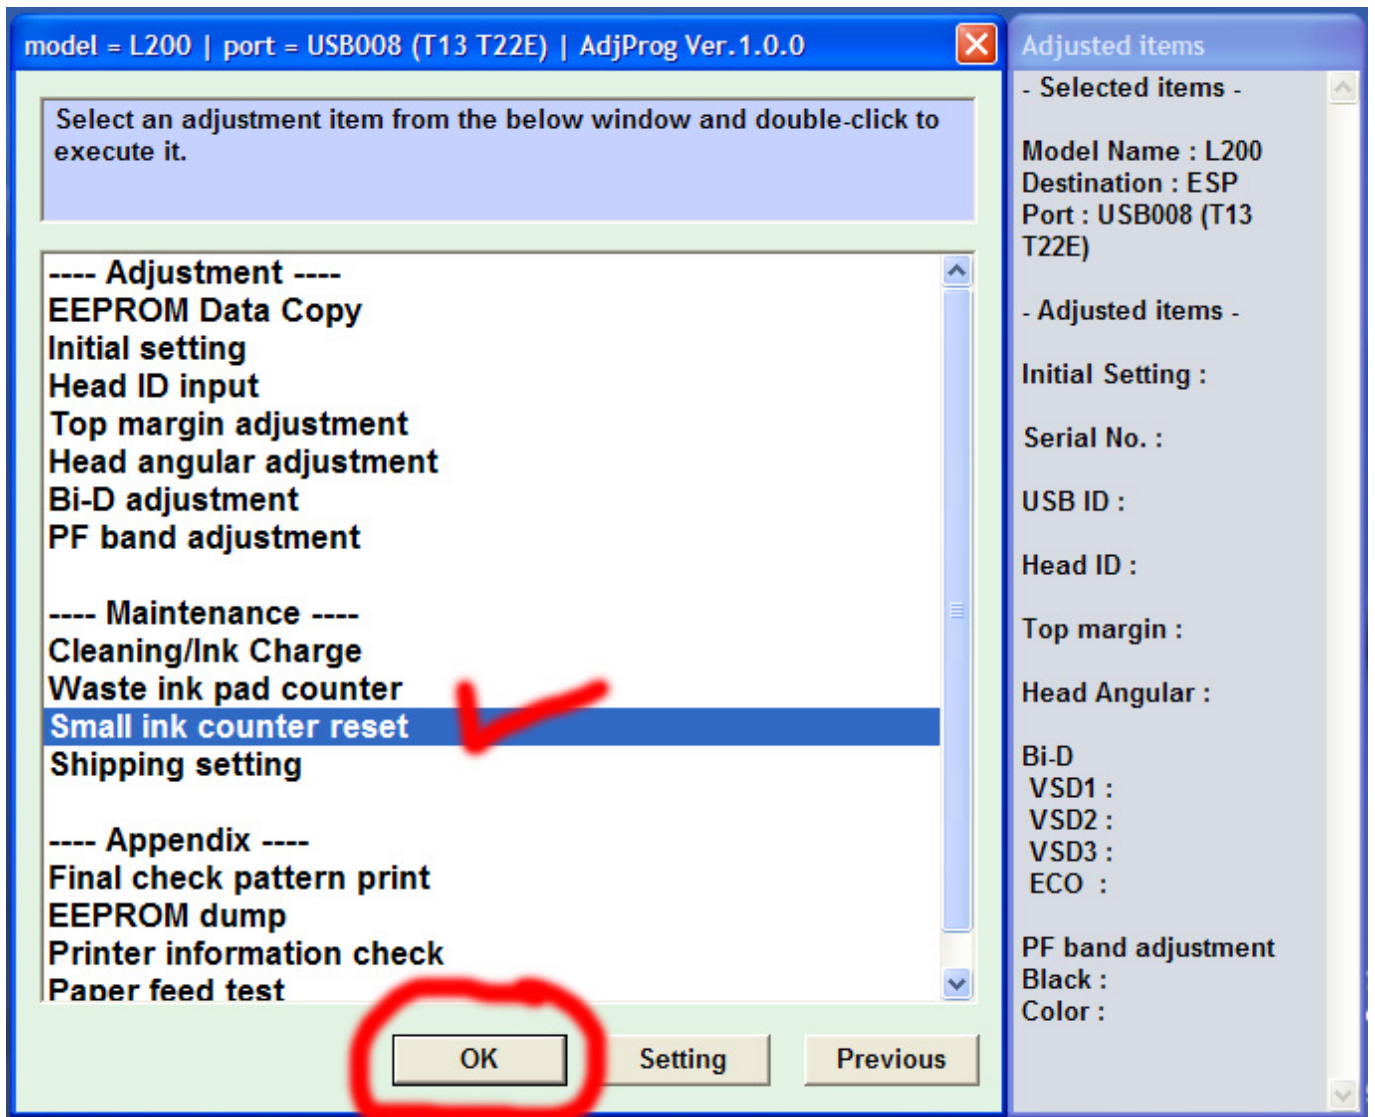 model = L200 | port = USB008 (T13 T22E) | AdjProg Ver.1.0.0
Select an adjustment item from the below window and double-click to
execute it.
---- Adjustment ----
EEPROM Data Copy
Initial setting
Head ID input
Top margin adjustment
Head angular adjustment
Bi-D adjustment
PF band adjustment
---- Maintenance ----
Cleaning/Ink Charge
Waste ink pad counter
Small ink counter reset
Shipping setting
---- Appendix ----
Final check pattern print
EEPROM dump
Printer information check
Paper feed test
OK
Setting
Previous
Adjusted items
- Selected items -
Model Name : L200
Destination : ESP
Port : USB008 (T13
T22E)
- Adjusted items -
Initial Setting :
Serial No. :
USB ID :
Head ID :
Top margin :
Head Angular :
Bi-D
VSD1 :
VSD2 :
VSD3 :
ECO :
PF band adjustment
Black :
Color :